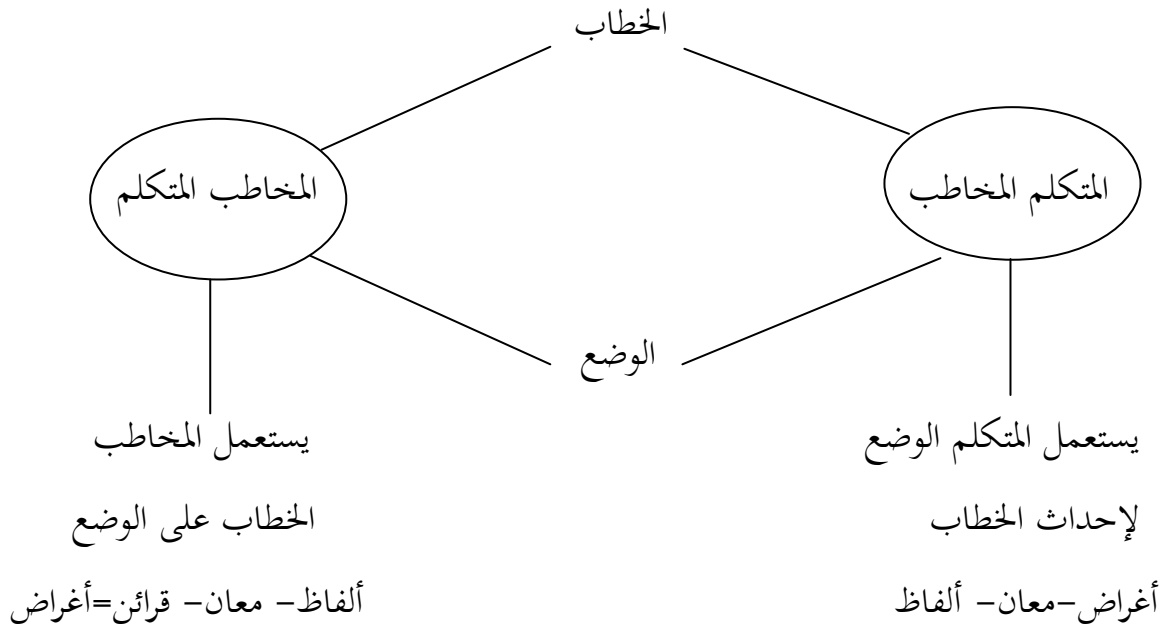 الخطاب
المتكلم المخاطب
المخاطب المتكلم
الوضع
يستعمل المتكلم الوضع
لإحداث الخطاب
أغراض–معان– ألفاظ
يستعمل المخاطب
الخطاب على الوضع
ألفاظ– معان– قرائن=أغراض